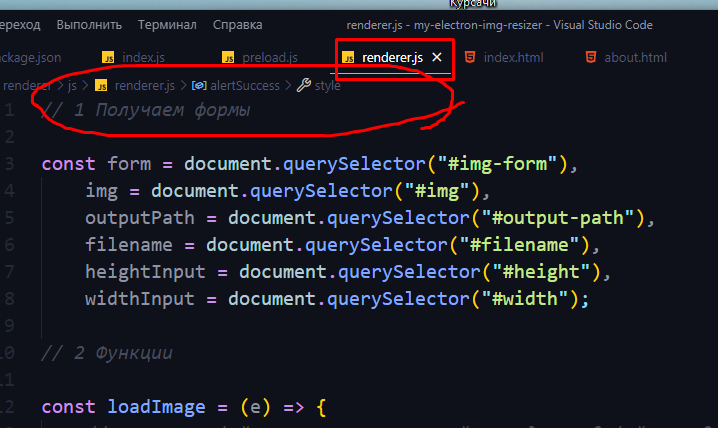 Курсачи
ереход Выполнить Терминал Справка renderer.js - my-electron-img-resizer - Visual Studio Code
ackage.json JS index.js JS preload.js JS renderer.js × index.html about.html
renderer > js > JS renderer.js > alertSuccess > style
1 // 1 Получаем формы
2
3 const form = document.querySelector("#img-form"),
4 img = document.querySelector("#img"),
5 outputPath = document.querySelector("#output-path"),
6 filename = document.querySelector("#filename"),
7 heightInput = document.querySelector("#height"),
8 widthInput = document.querySelector("#width");
9
10 // 2 Функции
11
12 const loadImage = (e) => {